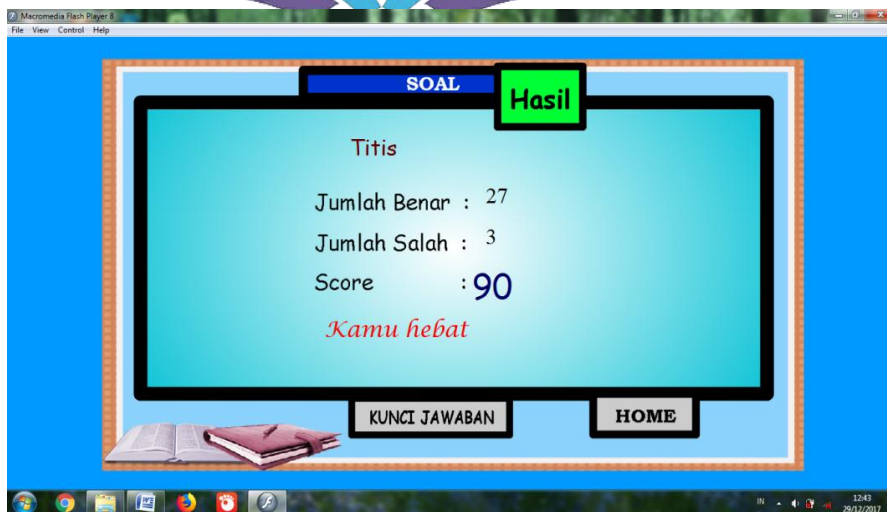 Macromedia Flash Player 8
File View Control Help
SOAL
Hasil
Titis
Jumlah Benar : 27
Jumlah Salah : 3
Score : 90
Kamu hebat
KUNCI JAWABAN
HOME
IN
12:43
29/12/2017